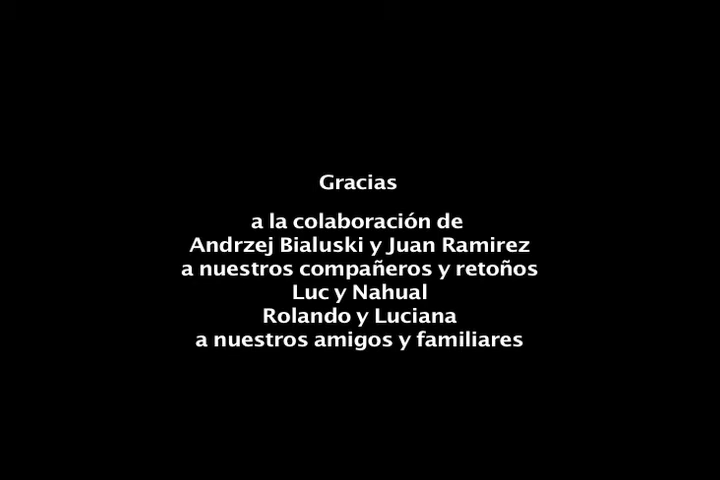 Gracias
a la colaboración de
Andrzej Bialuski y Juan Ramirez
a nuestros compañeros y retoños
Luc y Nahual
Rolando y Luciana
a nuestros amigos y familiares